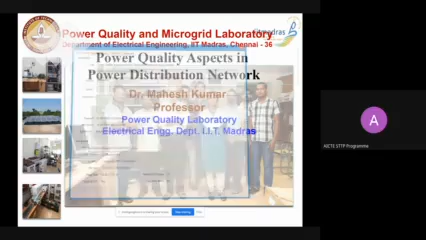 Power Quality and Microgrid Laboratory
Department of Electrical Engineering, IIT Madras, Chennai - 36
Power Quality Aspects in
Power Distribution Network
Dr. Mahesh Kumar
Professor
Power Quality Laboratory
Electrical Engg. Dept. I.I.T. Madras
A
AICTE STTP Programme